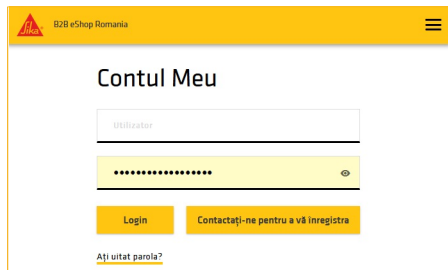 Sika B2B eShop Romania
Contul Meu
Utilizator
••••••••••••••••••
Login Contactați-ne pentru a vă înregistra
Ați uitat parola?